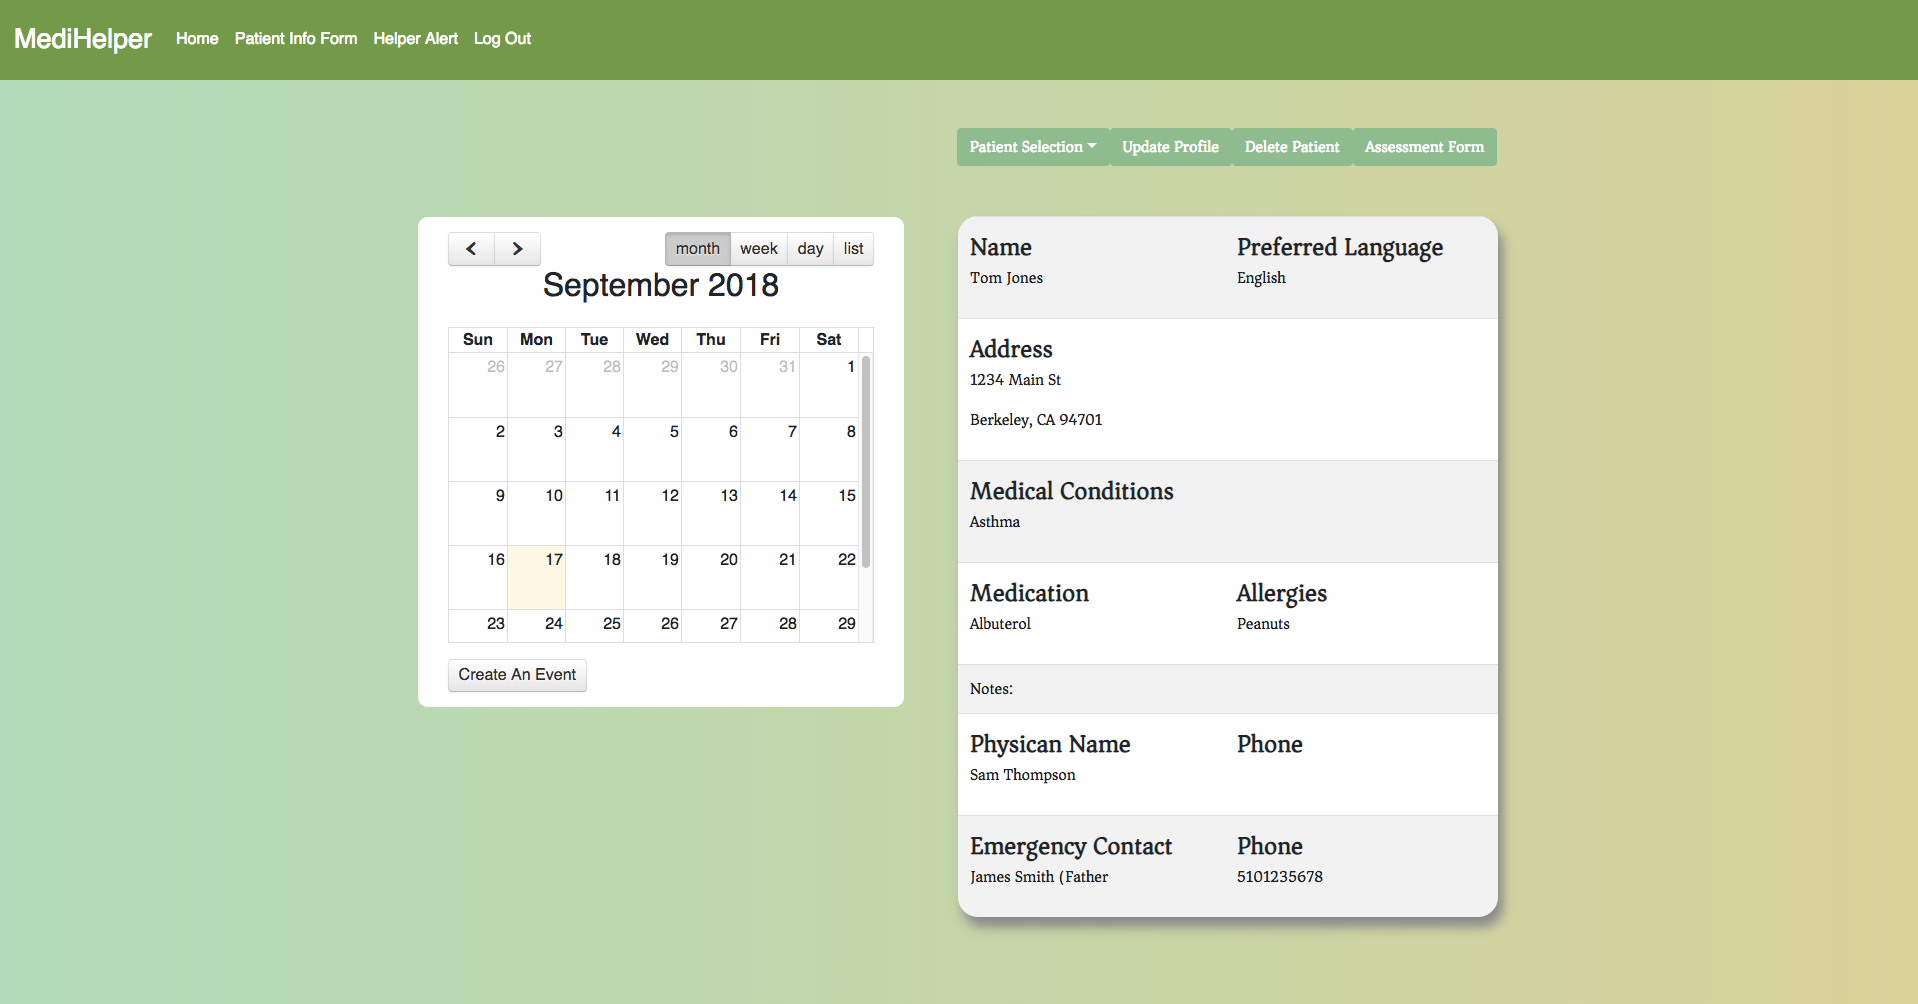 MediHelper Home Patient Info Form Helper Alert Log Out
Patient Selection Update Profile Delete Patient Assessment Form
month week day list
September 2018
Sun Mon Tue Wed Thu Fri Sat
26 27 28 29 30 31 1
2 3 4 5 6 7 8
9 10 11 12 13 14 15
16 17 18 19 20 21 22
23 24 25 26 27 28 29
Create An Event
Name Preferred Language
Tom Jones English
Address
1234 Main St
Berkeley, CA 94701
Medical Conditions
Asthma
Medication Allergies
Albuterol Peanuts
Notes:
Physican Name Phone
Sam Thompson
Emergency Contact Phone
James Smith (Father 5101235678